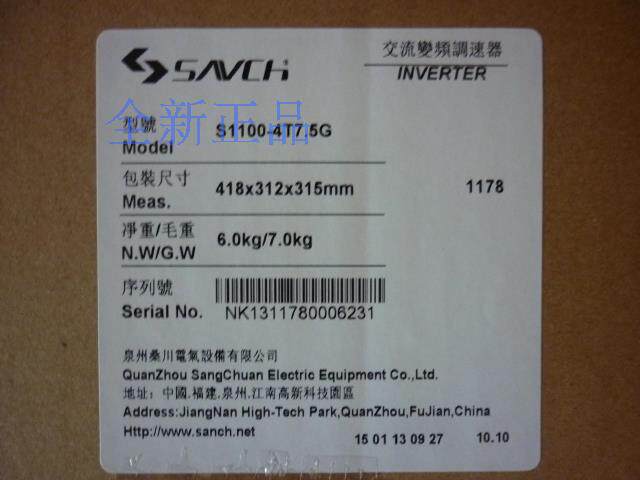 SAVCH
交流變頻調速器
INVERTER
全新正品
型號 S1100-4T7.5G
Model
包裝尺寸 418x312x315mm 1178
Meas.
凈重/毛重 6.0kg/7.0kg
N.W/G.W
序列號
Serial No. NK1311780006231
泉州桑川電氣設備有限公司
QuanZhou SangChuan Electric Equipment Co.,Ltd.
地址: 中國.福建.泉州.江南高新科技園區
Address:JiangNan High-Tech Park,QuanZhou,FuJian,China
Http://www.sanch.net
15 01 13 09 27 10.10